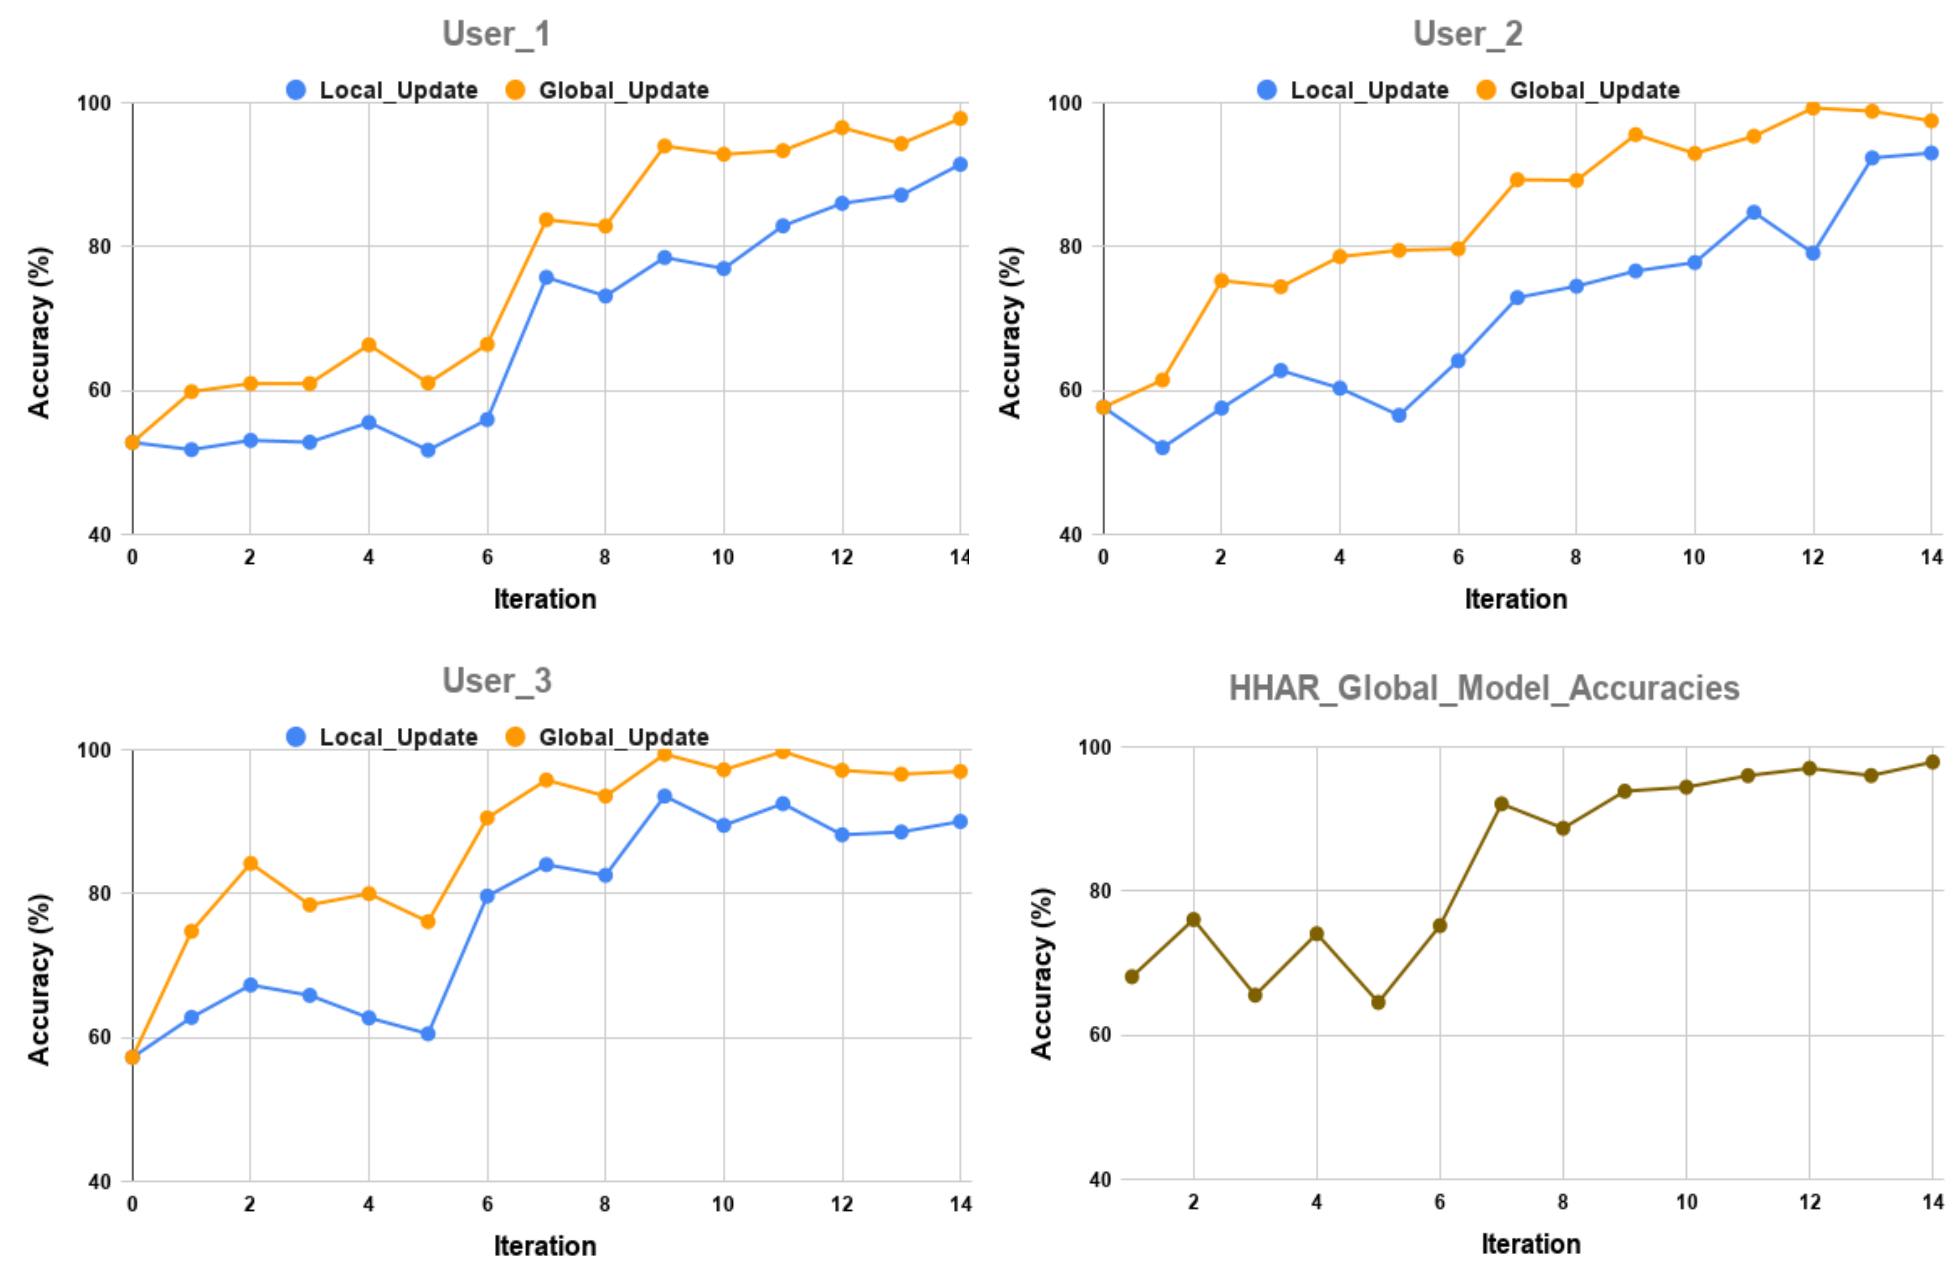 User_1
Local_Update Global_Update
100
80
60
40
Accuracy (%)
0 2 4 6 8 10 12 14
Iteration
User_2
Local_Update Global_Update
100
80
60
40
Accuracy (%)
0 2 4 6 8 10 12 14
Iteration
User_3
Local_Update Global_Update
100
80
60
40
Accuracy (%)
0 2 4 6 8 10 12 14
Iteration
HHAR_Global_Model_Accuracies
100
80
60
40
Accuracy (%)
2 4 6 8 10 12 14
Iteration